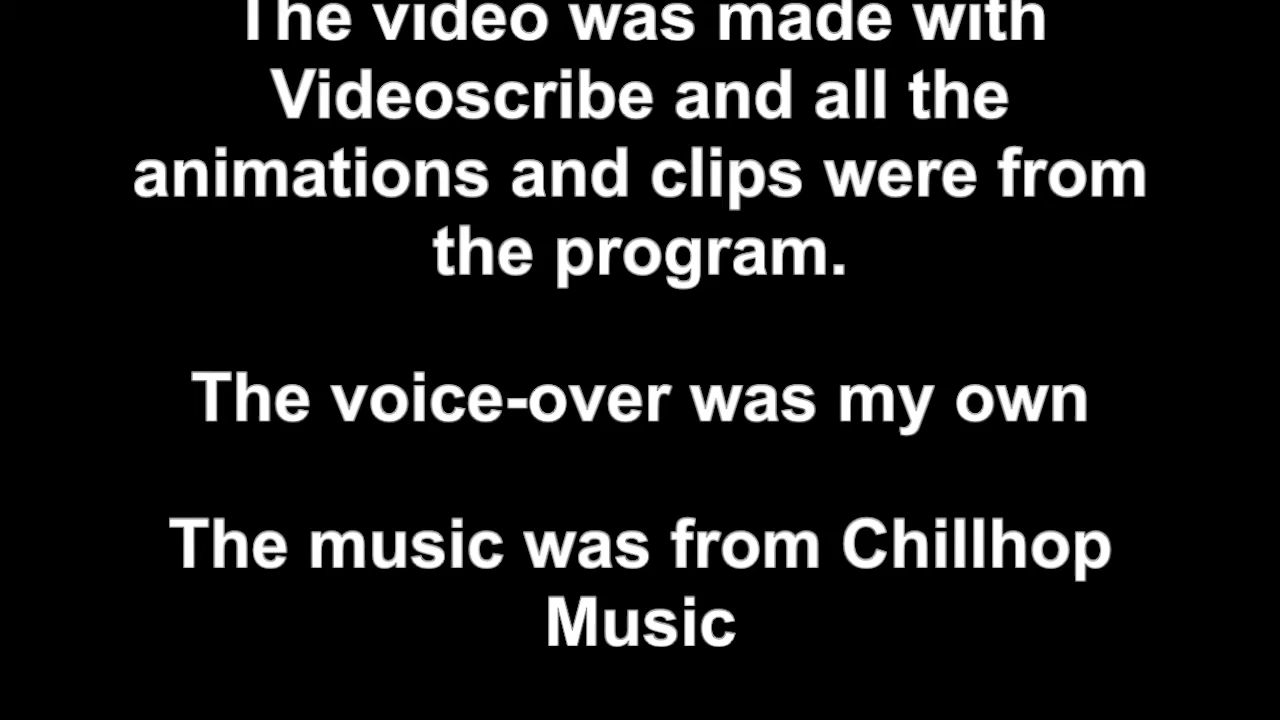 The video was made with
Videoscribe and all the
animations and clips were from
the program.
The voice-over was my own
The music was from Chillhop
Music